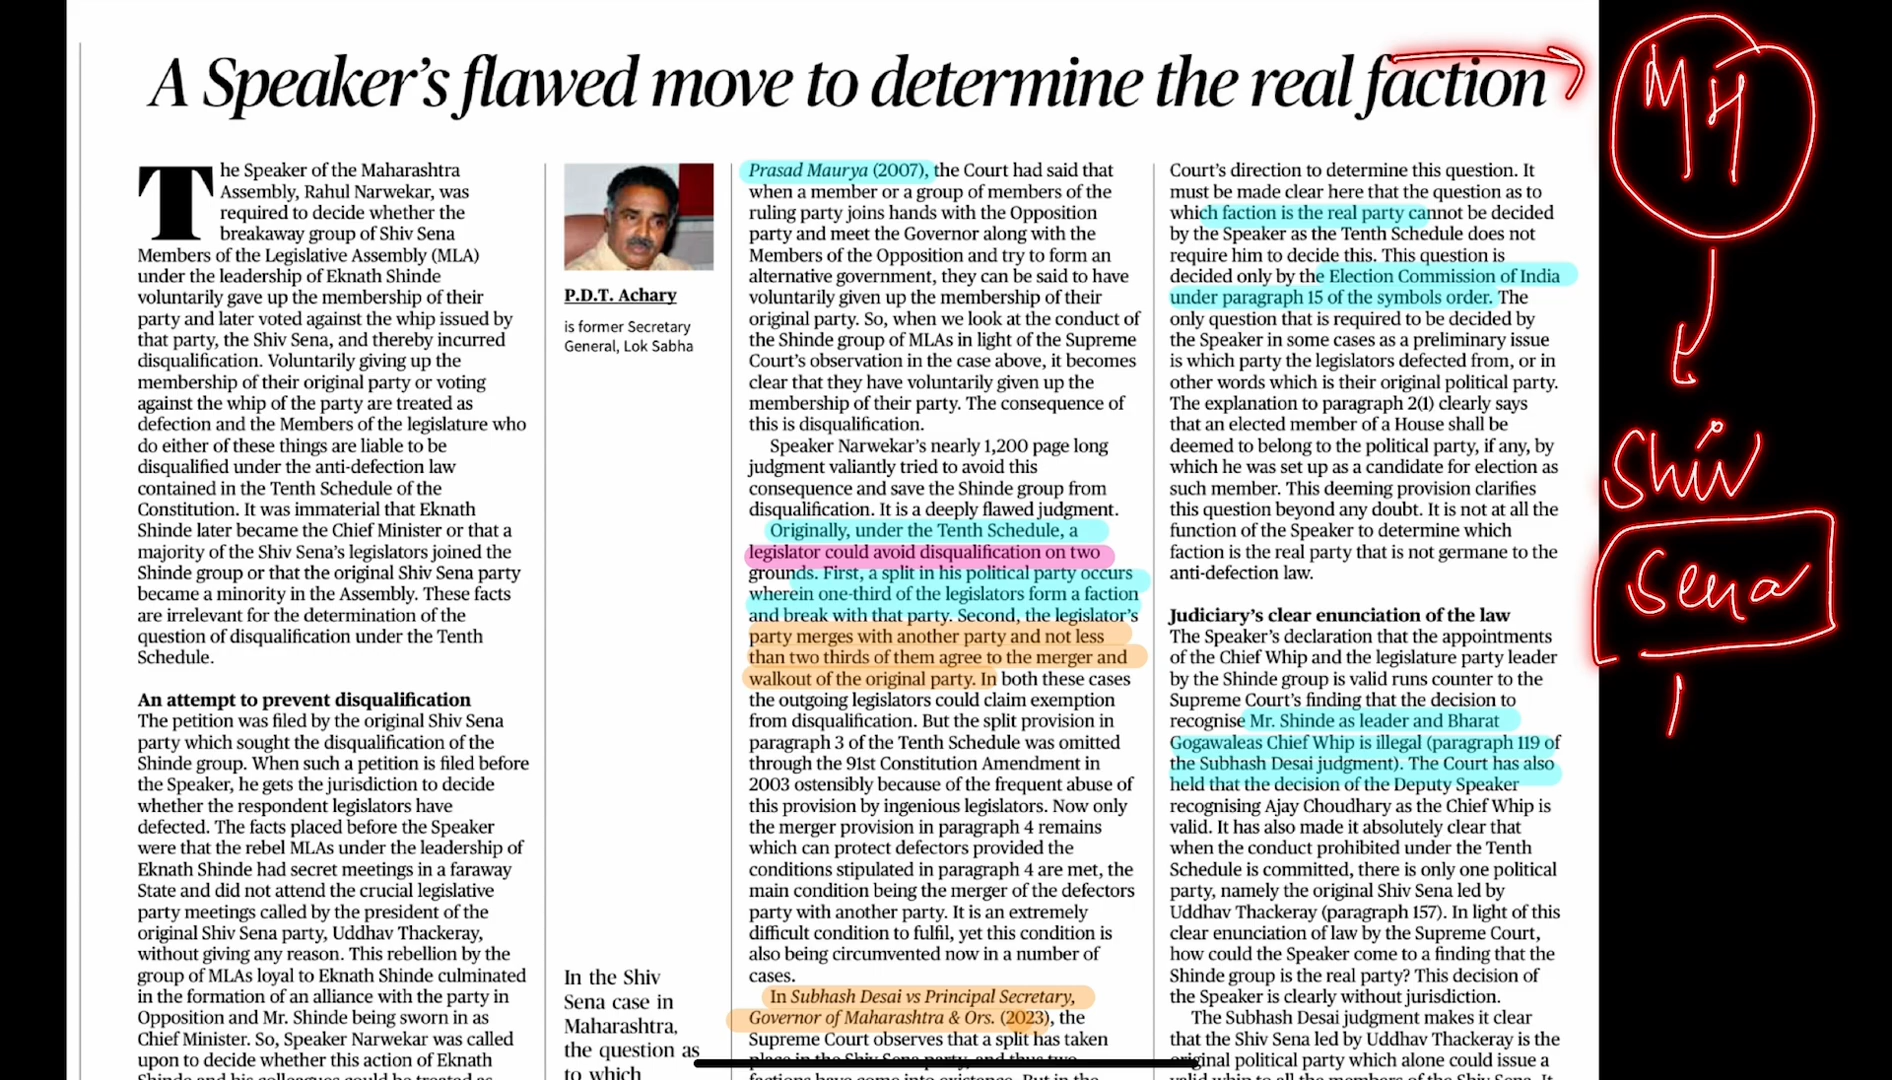 A Speaker's flawed move to determine the real faction
The Speaker of the Maharashtra
Assembly, Rahul Narwekar, was
required to decide whether the
breakaway group of Shiv Sena
Members of the Legislative Assembly (MLA)
under the leadership of Eknath Shinde
voluntarily gave up the membership of their
party and later voted against the whip issued by
that party, the Shiv Sena, and thereby incurred
disqualification. Voluntarily giving up the
membership of their original party or voting
against the whip of the party are treated as
defection and the Members of the legislature who
do either of these things are liable to be
disqualified under the anti-defection law
contained in the Tenth Schedule of the
Constitution. It was immaterial that Eknath
Shinde later became the Chief Minister or that a
majority of the Shiv Sena's legislators joined the
Shinde group or that the original Shiv Sena party
became a minority in the Assembly. These facts
are irrelevant for the determination of the
question of disqualification under the Tenth
Schedule.
An attempt to prevent disqualification
The petition was filed by the original Shiv Sena
party which sought the disqualification of the
Shinde group. When such a petition is filed before
the Speaker, he gets the jurisdiction to decide
whether the respondent legislators have
defected. The facts placed before the Speaker
were that the rebel MLAs under the leadership of
Eknath Shinde had secret meetings in a faraway
State and did not attend the crucial legislative
party meetings called by the president of the
original Shiv Sena party, Uddhav Thackeray,
without giving any reason. This rebellion by the
group of MLAs loyal to Eknath Shinde culminated
in the formation of an alliance with the party in
Opposition and Mr. Shinde being sworn in as
Chief Minister. So, Speaker Narwekar was called
upon to decide whether this action of Eknath
Shinde and his colleagues could be treated as
P.D.T. Achary
is former Secretary
General, Lok Sabha
In the Shiv
Sena case in
Maharashtra,
the question as
to which
Prasad Maurya (2007), the Court had said that
when a member or a group of members of the
ruling party joins hands with the Opposition
party and meet the Governor along with the
Members of the Opposition and try to form an
alternative government, they can be said to have
voluntarily given up the membership of their
original party. So, when we look at the conduct of
the Shinde group of MLAs in light of the Supreme
Court's observation in the case above, it becomes
clear that they have voluntarily given up the
membership of their party. The consequence of
this is disqualification.
Speaker Narwekar's nearly 1,200 page long
judgment valiantly tried to avoid this
consequence and save the Shinde group from
disqualification. It is a deeply flawed judgment.
Originally, under the Tenth Schedule, a
legislator could avoid disqualification on two
grounds. First, a split in his political party occurs
wherein one-third of the legislators form a faction
and break with that party. Second, the legislator's
party merges with another party and not less
than two thirds of them agree to the merger and
walkout of the original party. In both these cases
the outgoing legislators could claim exemption
from disqualification. But the split provision in
paragraph 3 of the Tenth Schedule was omitted
through the 91st Constitution Amendment in
2003 ostensibly because of the frequent abuse of
this provision by ingenious legislators. Now only
the merger provision in paragraph 4 remains
which can protect defectors provided the
conditions stipulated in paragraph 4 are met, the
main condition being the merger of the defectors
party with another party. It is an extremely
difficult condition to fulfil, yet this condition is
also being circumvented now in a number of
cases.
In Subhash Desai vs Principal Secretary,
Governor of Maharashtra & Ors. (2023), the
Supreme Court observes that a split has taken
place in the Shiv Sena party, and thus two
factions have come into existence. But in the
Court's direction to determine this question. It
must be made clear here that the question as to
which faction is the real party cannot be decided
by the Speaker as the Tenth Schedule does not
require him to decide this. This question is
decided only by the Election Commission of India
under paragraph 15 of the symbols order. The
only question that is required to be decided by
the Speaker in some cases as a preliminary issue
is which party the legislators defected from, or in
other words which is their original political party.
The explanation to paragraph 2(1) clearly says
that an elected member of a House shall be
deemed to belong to the political party, if any, by
which he was set up as a candidate for election as
such member. This deeming provision clarifies
this question beyond any doubt. It is not at all the
function of the Speaker to determine which
faction is the real party that is not germane to the
anti-defection law.
Judiciary's clear enunciation of the law
The Speaker's declaration that the appointments
of the Chief Whip and the legislature party leader
by the Shinde group is valid runs counter to the
Supreme Court's finding that the decision to
recognise Mr. Shinde as leader and Bharat
Gogawaleas Chief Whip is illegal (paragraph 119 of
the Subhash Desai judgment). The Court has also
held that the decision of the Deputy Speaker
recognising Ajay Choudhary as the Chief Whip is
valid. It has also made it absolutely clear that
when the conduct prohibited under the Tenth
Schedule is committed, there is only one political
party, namely the original Shiv Sena led by
Uddhav Thackeray (paragraph 157). In light of this
clear enunciation of law by the Supreme Court,
how could the Speaker come to a finding that the
Shinde group is the real party? This decision of
the Speaker is clearly without jurisdiction.
The Subhash Desai judgment makes it clear
that the Shiv Sena led by Uddhav Thackeray is the
original political party which alone could issue a
valid whip to all the members of the Shiv Sena. It
MH
Shiv
Sena